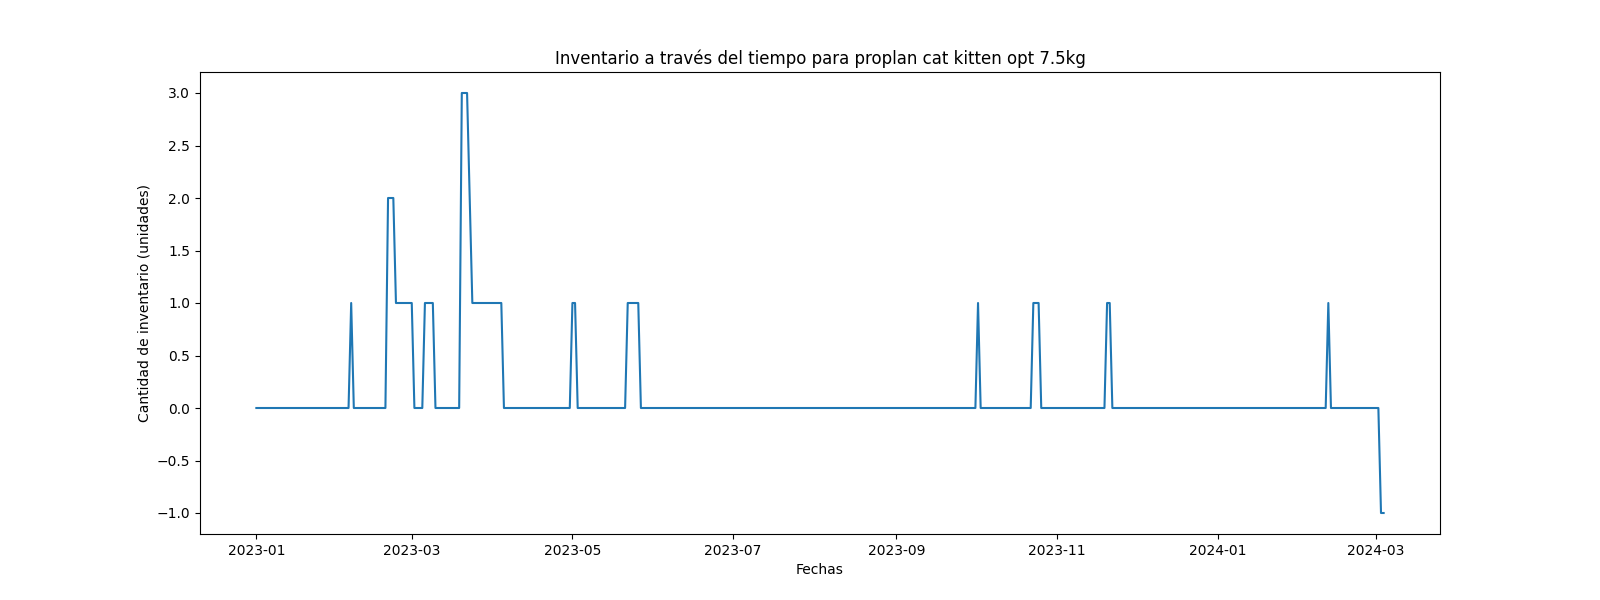 Inventario a través del tiempo para proplan cat kitten opt 7.5kg
Cantidad de inventario (unidades)
3.0
2.5
2.0
1.5
1.0
0.5
0.0
−0.5
−1.0
2023-01 2023-03 2023-05 2023-07 2023-09 2023-11 2024-01 2024-03
Fechas